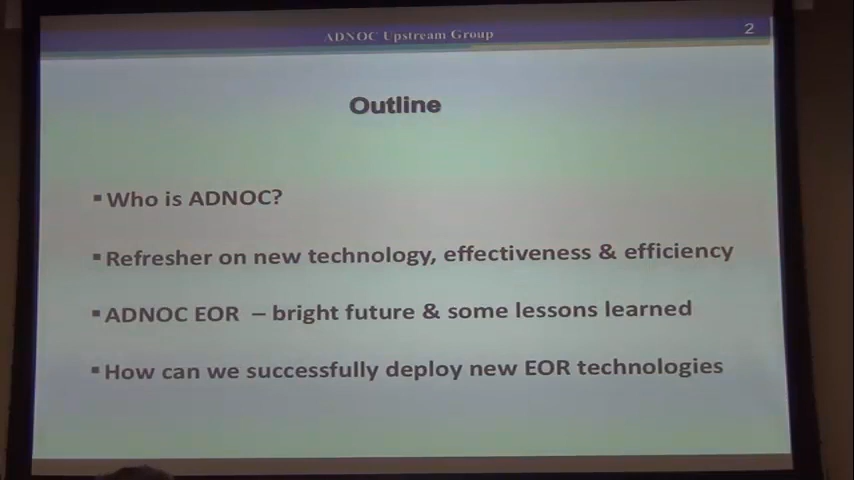 ADNOC Upstream Group
2
Outline
▪ Who is ADNOC?
▪ Refresher on new technology, effectiveness & efficiency
▪ ADNOC EOR – bright future & some lessons learned
▪ How can we successfully deploy new EOR technologies